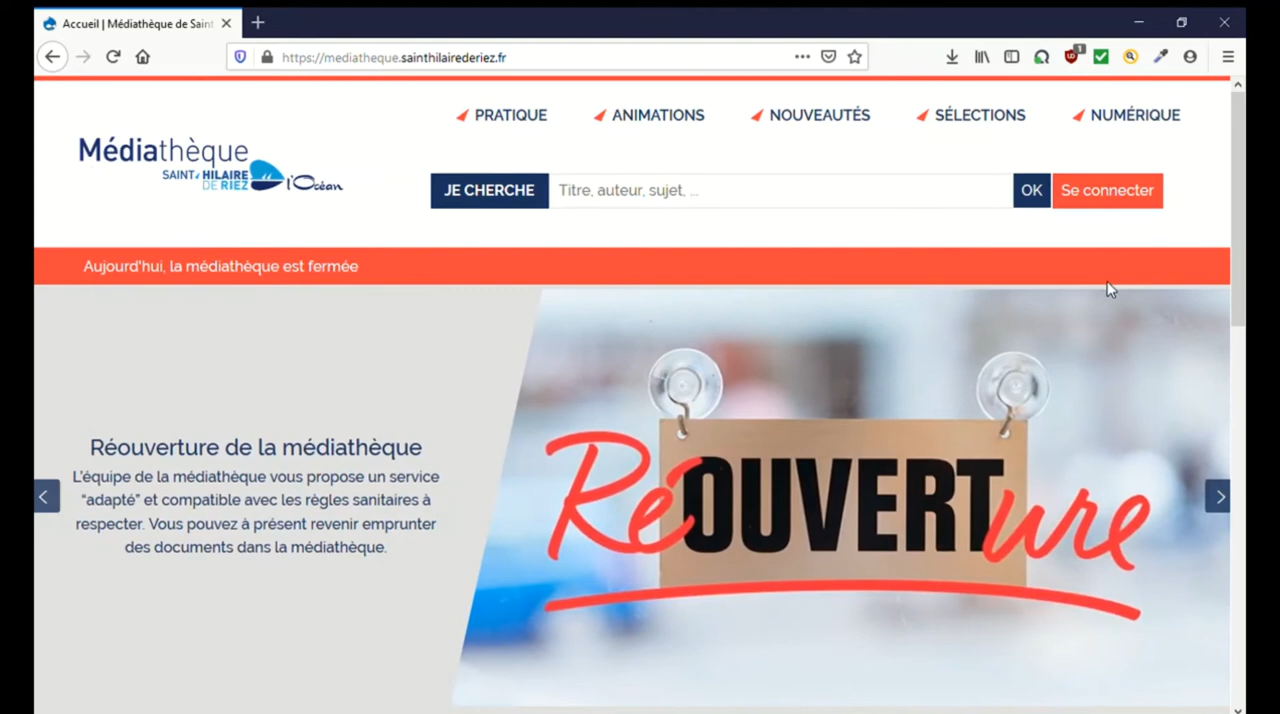 Accueil | Médiathèque de Saint
https://mediatheque.sainthilairederiez.fr
1
PRATIQUE
ANIMATIONS
NOUVEAUTÉS
SÉLECTIONS
NUMÉRIQUE
Médiathèque
SAINT HILAIRE
DE RIEZ
l'Océan
JE CHERCHE
Titre, auteur, sujet, ...
OK
Se connecter
Aujourd'hui, la médiathèque est fermée
Réouverture de la médiathèque
L'équipe de la médiathèque vous propose un service
“adapté” et compatible avec les règles sanitaires à
respecter. Vous pouvez à présent revenir emprunter
des documents dans la médiathèque.
RéOUVERTure